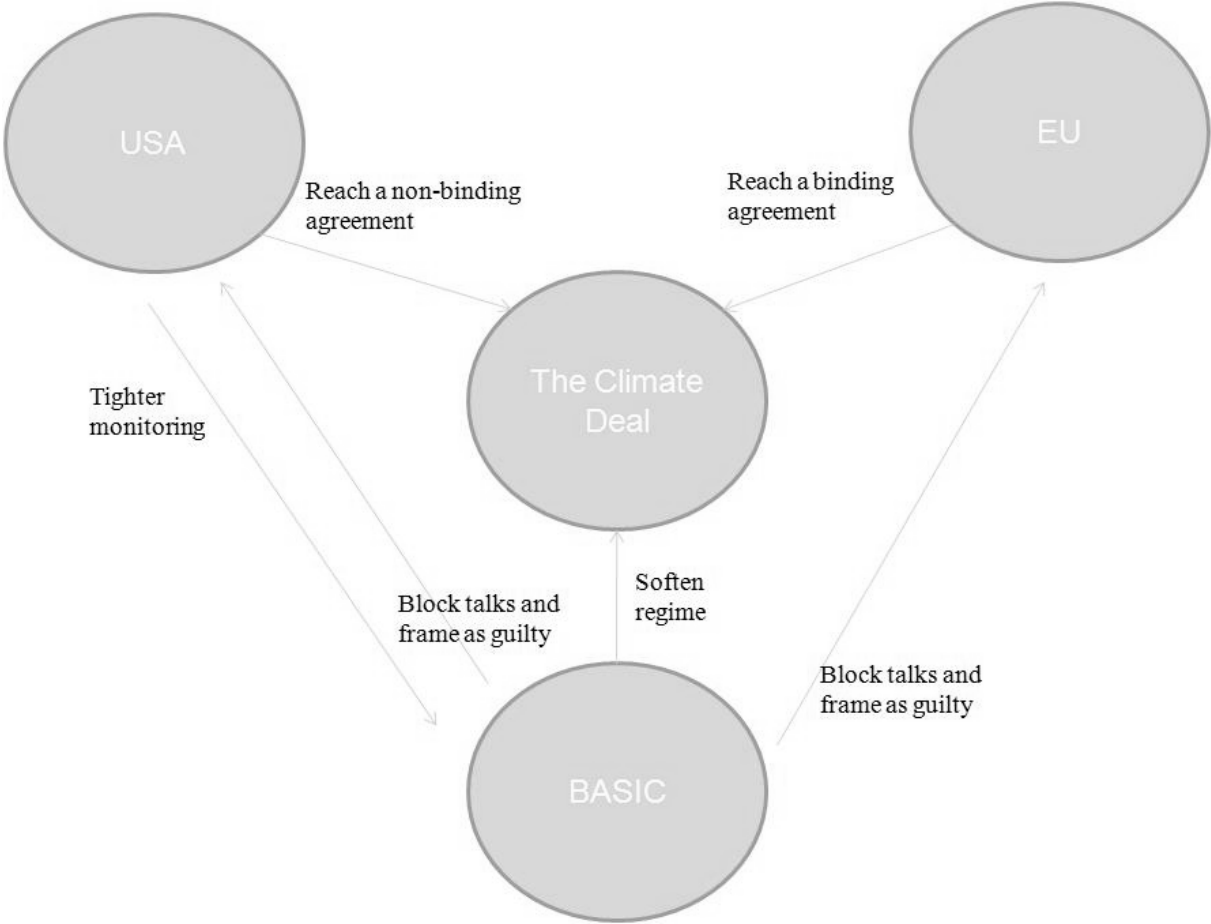 USA
EU
Reach a non-binding
agreement
Reach a binding
agreement
The Climate
Deal
Tighter
monitoring
Block talks and
frame as guilty
Soften
regime
Block talks and
frame as guilty
BASIC